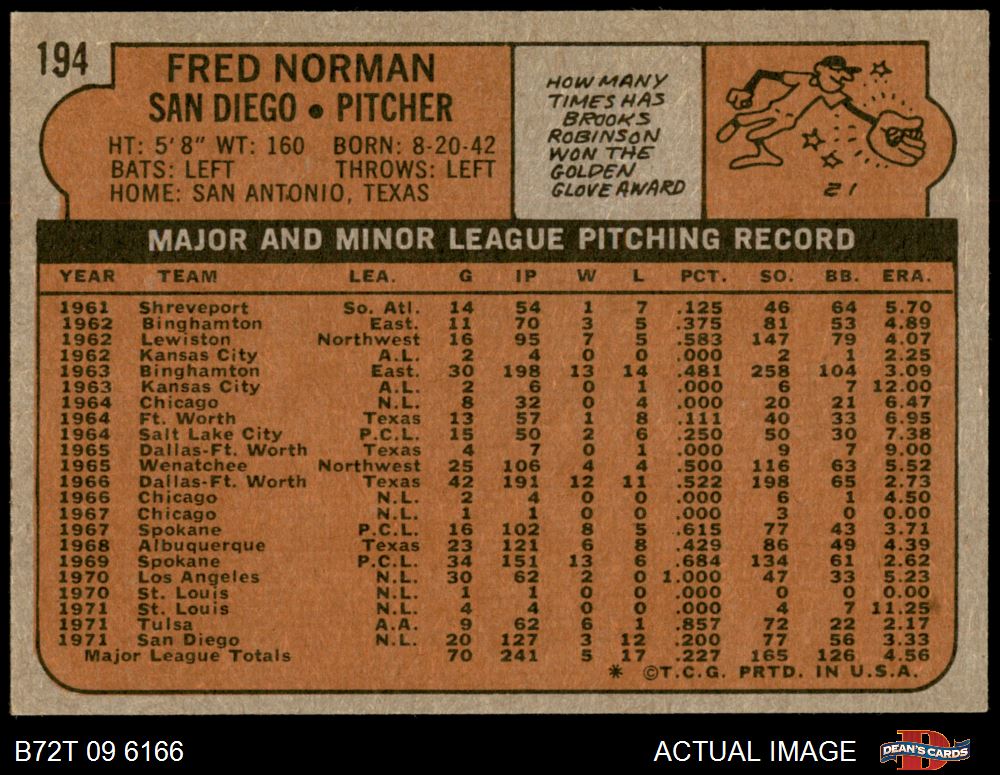 194
FRED NORMAN
SAN DIEGO • PITCHER
HT: 5'8" WT: 160 BORN: 8-20-42
BATS: LEFT THROWS: LEFT
HOME: SAN ANTONIO, TEXAS
HOW MANY
TIMES HAS
BROOKS
ROBINSON
WON THE
GOLDEN
GLOVE AWARD
21
MAJOR AND MINOR LEAGUE PITCHING RECORD
YEAR TEAM LEA. G IP W L PCT. SO. BB. ERA.
1961 Shreveport So. Atl. 14 54 1 7 .125 46 64 5.70
1962 Binghamton East. 11 70 3 5 .375 81 53 4.89
1962 Lewiston Northwest 16 95 7 5 .583 147 79 4.07
1962 Kansas City A.L. 2 4 0 0 .000 2 1 2.25
1963 Binghamton East. 30 198 13 14 .481 258 104 3.09
1963 Kansas City A.L. 2 6 0 1 .000 6 7 12.00
1964 Chicago N.L. 8 32 0 4 .000 20 21 6.47
1964 Ft. Worth Texas 13 57 1 8 .111 40 33 6.95
1964 Salt Lake City P.C.L. 15 50 2 6 .250 50 30 7.38
1965 Dallas-Ft. Worth Texas 4 7 0 1 .000 9 7 9.00
1965 Wenatchee Northwest 25 106 4 4 .500 116 63 5.52
1966 Dallas-Ft. Worth Texas 42 191 12 11 .522 198 65 2.73
1966 Chicago N.L. 2 4 0 0 .000 6 1 4.50
1967 Chicago N.L. 1 1 0 0 .000 3 0 0.00
1967 Spokane P.C.L. 16 102 8 5 .615 77 43 3.71
1968 Albuquerque Texas 23 121 6 8 .429 86 49 4.39
1969 Spokane P.C.L. 34 151 13 6 .684 134 61 2.62
1970 Los Angeles N.L. 30 62 2 0 1.000 47 33 5.23
1970 St. Louis N.L. 1 1 0 0 .000 0 0 0.00
1971 St. Louis N.L. 4 4 0 0 .000 4 7 11.25
1971 Tulsa A.A. 9 62 6 1 .857 72 22 2.17
1971 San Diego N.L. 20 127 3 12 .200 77 56 3.33
Major League Totals 70 241 5 17 .227 165 126 4.56
* ©T.C.G. PRTD. IN U.S.A.
B72T 09 6166 ACTUAL IMAGE DEAN'S CARDS